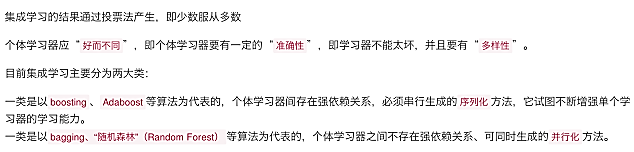 集成学习的结果通过投票法产生，即少数服从多数
个体学习器应“好而不同”，即个体学习器要有一定的“准确性”，即学习器不能太坏，并且要有“多样性”。
目前集成学习主要分为两大类：
一类是以 boosting 、 Adaboost 等算法为代表的，个体学习器间存在强依赖关系，必须串行生成的 序列化 方法，它试图不断增强单个学
习器的学习能力。
一类是以 bagging、“随机森林”（Random Forest） 等算法为代表的，个体学习器之间不存在强依赖关系、可同时生成的 并行化 方法。